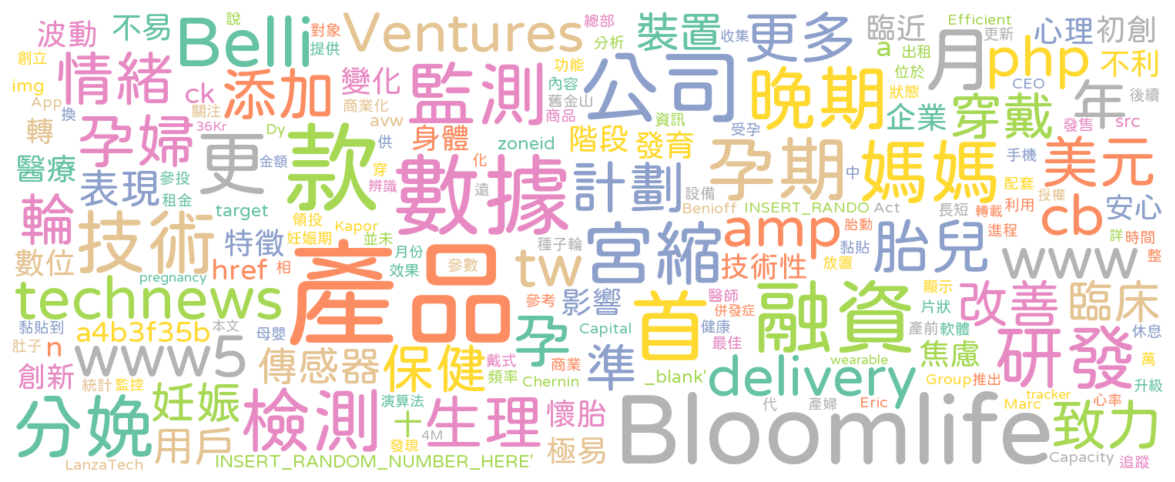 波動 不易 Belli Ventures 裝置 更多 臨近 Efficient 心理 初創
說 對象 提供 總部 分析 收集 a 出租 更新
創立 img 情緒 添加 變化 監測 功能 內容 公司 晚期 月 php 不利
App 換 ck 商業化 舊金山 位於 狀態 CEO 後續
轉 關注 36Kr avw 商品 資訊 企業 穿戴 年 發售 src
孕婦 Dy 供 身體 zoneid 階段 發育 受孕 媽媽 手機
醫療 表現 參投 更 金額 款 穿 化 數據 計劃 設備 孕期 中 配套 美元
租金 辨識 遠 Benioff INSERT_RANDO Act 利用 授權
輪 target 領投 Kapor 相 種子輪 amp 胎動 長短 轉載 cb 安心
技術 特徵 妊娠期 並未 月份 tw 宮縮 黏貼 胎兒 進程 詳 時間
數位 pregnancy href 效果 參數 技術性 放置 www 整
technews 產品 參考 影響 首 醫師 融資 顯示 片狀 改善 臨床
黏貼到 本文 a4b3f35b 母嬰 孕 Capital 併發症 健康 產前 軟體 休息
肚子 n www5 傳感器 保健 戴式 商業 準 最佳 焦慮 研發 萬
創新 統計 監控 頻率 Chernin _blank' delivery wearable Group 推出 升級
分娩 妊娠 檢測 演算法 十 生理 懷胎 代 產婦 Eric Marc tracker 心率 致力
用戶 發現 4M 極易 Bloomlife Capacity 追蹤
LanzaTech INSERT_RANDOM_NUMBER_HERE'